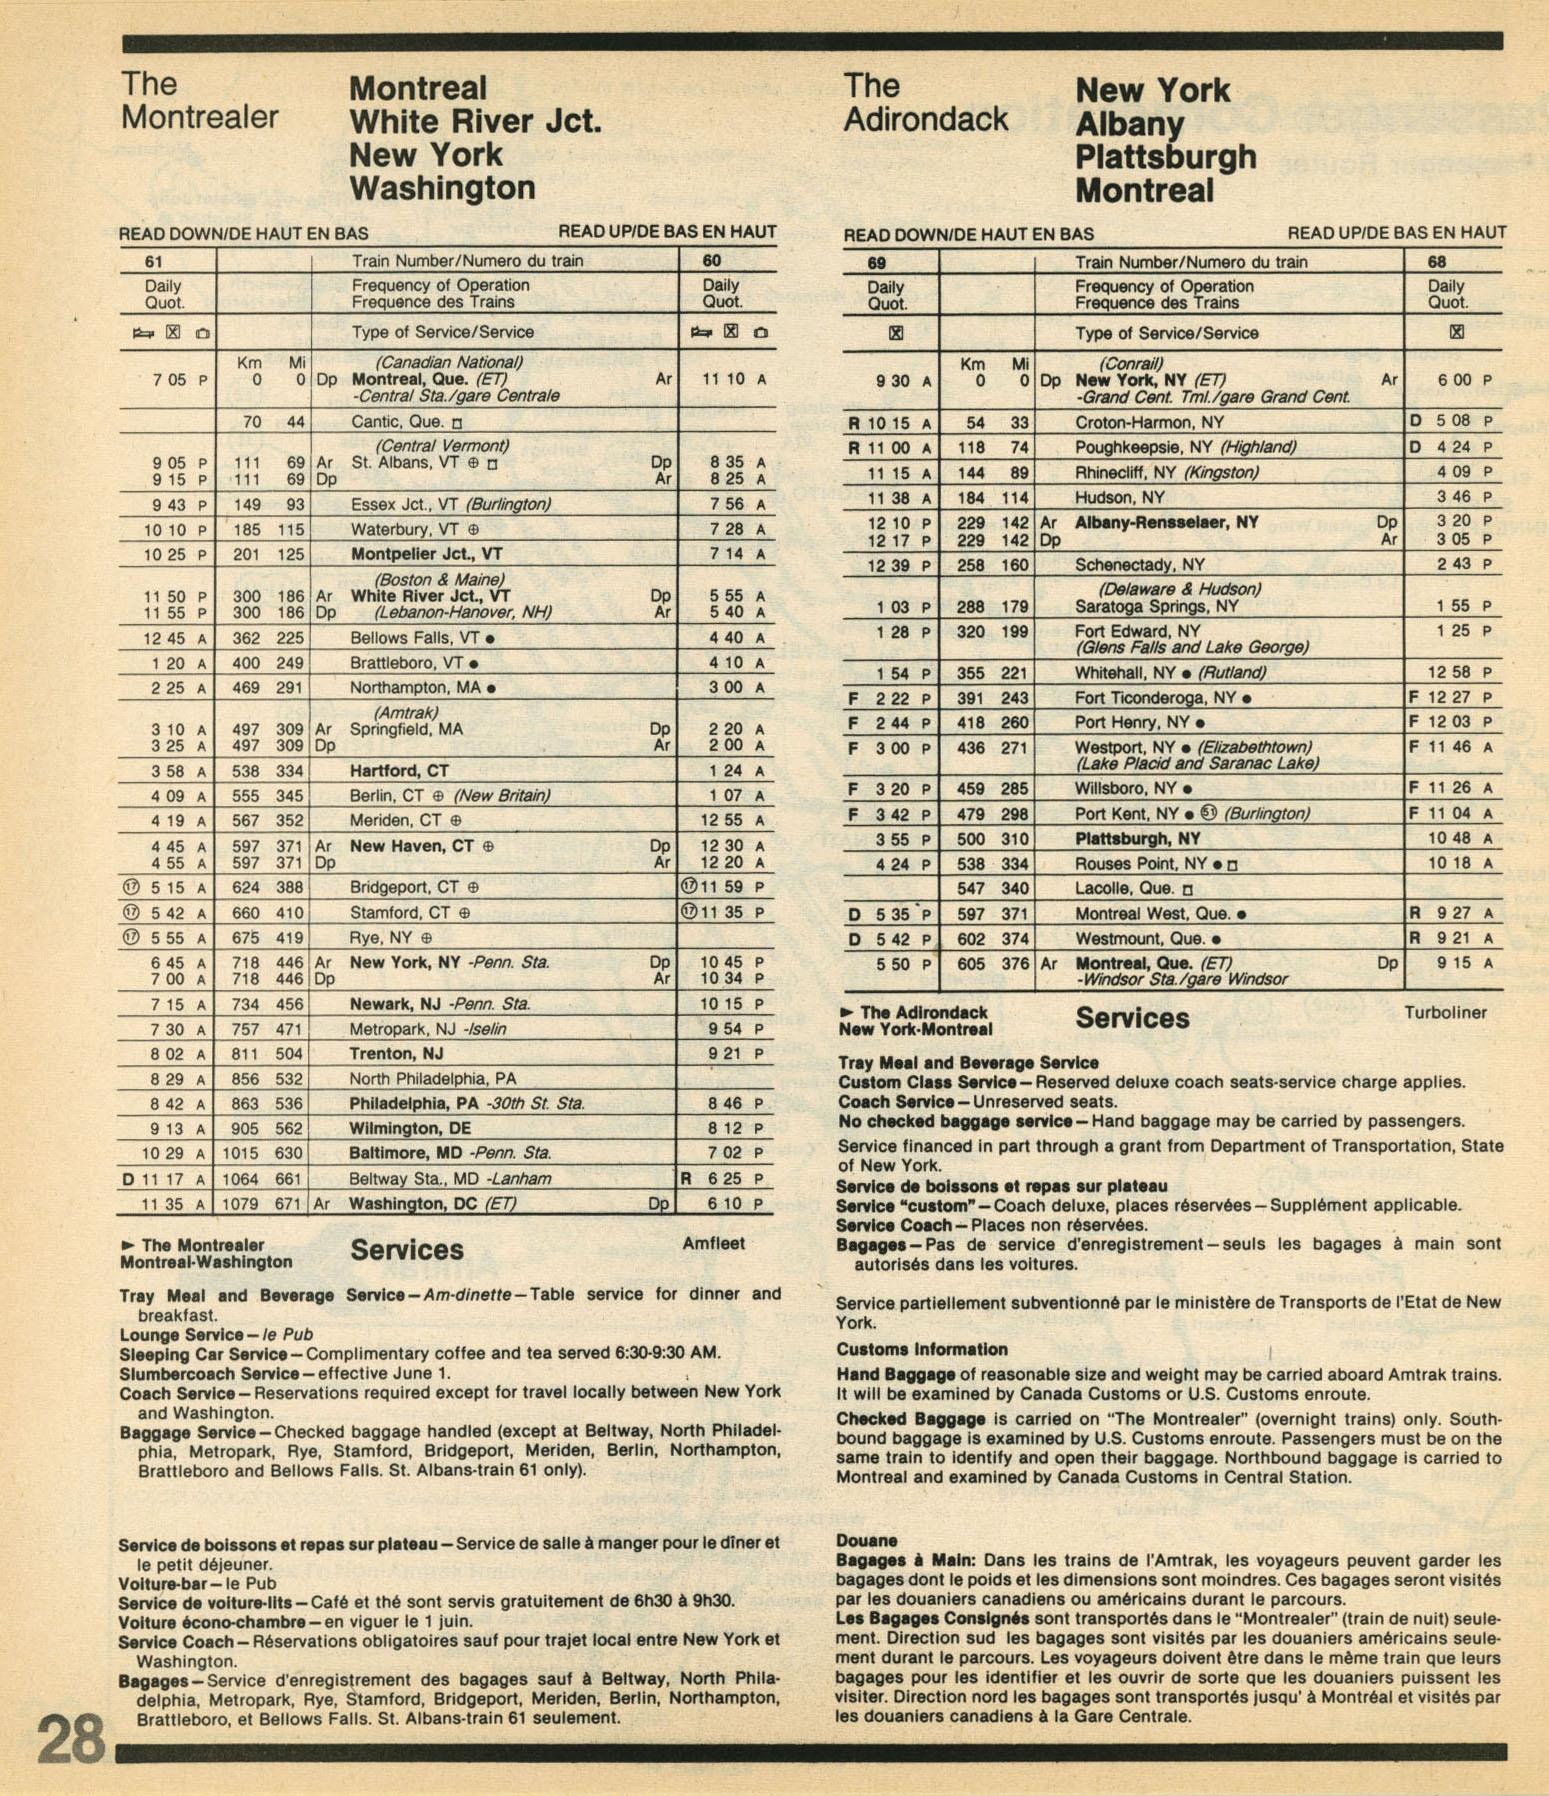 The
Montrealer
Montreal
White River Jct.
New York
Washington
READ DOWN/DE HAUT EN BAS READ UP/DE BAS EN HAUT
61 Train Number/Numero du train 60
Daily Frequency of Operation Daily
Quot. Frequence des Trains Quot.
Type of Service/Service
Km Mi (Canadian National)
7 05 P 0 0 Dp Montreal, Que. (ET) Ar 11 10 A
-Central Sta./gare Centrale
70 44 Cantic, Que.
(Central Vermont)
9 05 P 111 69 Ar St. Albans, VT ⊕ Dp 8 35 A
9 15 P 111 69 Dp Ar 8 25 A
9 43 P 149 93 Essex Jct., VT (Burlington) 7 56 A
10 10 P 185 115 Waterbury, VT ⊕ 7 28 A
10 25 P 201 125 Montpelier Jct., VT 7 14 A
(Boston & Maine)
11 50 P 300 186 Ar White River Jct., VT Dp 5 55 A
11 55 P 300 186 Dp (Lebanon-Hanover, NH) Ar 5 40 A
12 45 A 362 225 Bellows Falls, VT ● 4 40 A
1 20 A 400 249 Brattleboro, VT ● 4 10 A
2 25 A 469 291 Northampton, MA ● 3 00 A
(Amtrak)
3 10 A 497 309 Ar Springfield, MA Dp 2 20 A
3 25 A 497 309 Dp Ar 2 00 A
3 58 A 538 334 Hartford, CT 1 24 A
4 09 A 555 345 Berlin, CT ⊕ (New Britain) 1 07 A
4 19 A 567 352 Meriden, CT ⊕ 12 55 A
4 45 A 597 371 Ar New Haven, CT ⊕ Dp 12 30 A
4 55 A 597 371 Dp Ar 12 20 A
⑰ 5 15 A 624 388 Bridgeport, CT ⊕ ⑰ 11 59 P
⑰ 5 42 A 660 410 Stamford, CT ⊕ ⑰ 11 35 P
⑰ 5 55 A 675 419 Rye, NY ⊕
6 45 A 718 446 Ar New York, NY -Penn. Sta. Dp 10 45 P
7 00 A 718 446 Dp Ar 10 34 P
7 15 A 734 456 Newark, NJ -Penn. Sta. 10 15 P
7 30 A 757 471 Metropark, NJ -Iselin 9 54 P
8 02 A 811 504 Trenton, NJ 9 21 P
8 29 A 856 532 North Philadelphia, PA
8 42 A 863 536 Philadelphia, PA -30th St. Sta. 8 46 P
9 13 A 905 562 Wilmington, DE 8 12 P
10 29 A 1015 630 Baltimore, MD -Penn. Sta. 7 02 P
D 11 17 A 1064 661 Beltway Sta., MD -Lanham R 6 25 P
11 35 A 1079 671 Ar Washington, DC (ET) Dp 6 10 P
► The Montrealer
Montreal-Washington
Services
Amfleet
Tray Meal and Beverage Service—Am-dinette—Table service for dinner and
breakfast.
Lounge Service—le Pub
Sleeping Car Service—Complimentary coffee and tea served 6:30-9:30 AM.
Slumbercoach Service—effective June 1.
Coach Service—Reservations required except for travel locally between New York
and Washington.
Baggage Service—Checked baggage handled (except at Beltway, North Philadel-
phia, Metropark, Rye, Stamford, Bridgeport, Meriden, Berlin, Northampton,
Brattleboro and Bellows Falls. St. Albans-train 61 only).
Service de boissons et repas sur plateau—Service de salle à manger pour le dîner et
le petit déjeuner.
Voiture-bar—le Pub
Service de voiture-lits—Café et thé sont servis gratuitement de 6h30 à 9h30.
Voiture écono-chambre—en viguer le 1 juin.
Service Coach—Réservations obligatoires sauf pour trajet local entre New York et
Washington.
Bagages—Service d'enregistrement des bagages sauf à Beltway, North Phila-
delphia, Metropark, Rye, Stamford, Bridgeport, Meriden, Berlin, Northampton,
Brattleboro, et Bellows Falls. St. Albans-train 61 seulement.
28
The
Adirondack
New York
Albany
Plattsburgh
Montreal
READ DOWN/DE HAUT EN BAS READ UP/DE BAS EN HAUT
69 Train Number/Numero du train 68
Daily Frequency of Operation Daily
Quot. Frequence des Trains Quot.
Type of Service/Service
Km Mi (Conrail)
9 30 A 0 0 Dp New York, NY (ET) Ar 6 00 P
-Grand Cent. Tml./gare Grand Cent.
R 10 15 A 54 33 Croton-Harmon, NY D 5 08 P
R 11 00 A 118 74 Poughkeepsie, NY (Highland) D 4 24 P
11 15 A 144 89 Rhinecliff, NY (Kingston) 4 09 P
11 38 A 184 114 Hudson, NY 3 46 P
12 10 P 229 142 Ar Albany-Rensselaer, NY Dp 3 20 P
12 17 P 229 142 Dp Ar 3 05 P
12 39 P 258 160 Schenectady, NY 2 43 P
(Delaware & Hudson)
1 03 P 288 179 Saratoga Springs, NY 1 55 P
1 28 P 320 199 Fort Edward, NY 1 25 P
(Glens Falls and Lake George)
1 54 P 355 221 Whitehall, NY ● (Rutland) 12 58 P
F 2 22 P 391 243 Fort Ticonderoga, NY ● F 12 27 P
F 2 44 P 418 260 Port Henry, NY ● F 12 03 P
F 3 00 P 436 271 Westport, NY ● (Elizabethtown) F 11 46 A
(Lake Placid and Saranac Lake)
F 3 20 P 459 285 Willsboro, NY ● F 11 26 A
F 3 42 P 479 298 Port Kent, NY ● 51 (Burlington) F 11 04 A
3 55 P 500 310 Plattsburgh, NY 10 48 A
4 24 P 538 334 Rouses Point, NY ● 10 18 A
547 340 Lacolle, Que.
D 5 35 P 597 371 Montreal West, Que. ● R 9 27 A
D 5 42 P 602 374 Westmount, Que. ● R 9 21 A
5 50 P 605 376 Ar Montreal, Que. (ET) Dp 9 15 A
-Windsor Sta./gare Windsor
► The Adirondack
New York-Montreal
Services
Turboliner
Tray Meal and Beverage Service
Custom Class Service—Reserved deluxe coach seats-service charge applies.
Coach Service—Unreserved seats.
No checked baggage service—Hand baggage may be carried by passengers.
Service financed in part through a grant from Department of Transportation, State
of New York.
Service de boissons et repas sur plateau
Service "custom"—Coach deluxe, places réservées—Supplément applicable.
Service Coach—Places non réservées.
Bagages—Pas de service d'enregistrement—seuls les bagages à main sont
autorisés dans les voitures.
Service partiellement subventionné par le ministère de Transports de l'Etat de New
York.
Customs Information
Hand Baggage of reasonable size and weight may be carried aboard Amtrak trains.
It will be examined by Canada Customs or U.S. Customs enroute.
Checked Baggage is carried on "The Montrealer" (overnight trains) only. South-
bound baggage is examined by U.S. Customs enroute. Passengers must be on the
same train to identify and open their baggage. Northbound baggage is carried to
Montreal and examined by Canada Customs in Central Station.
Douane
Bagages à Main: Dans les trains de l'Amtrak, les voyageurs peuvent garder les
bagages dont le poids et les dimensions sont moindres. Ces bagages seront visités
par les douaniers canadiens ou américains durant le parcours.
Les Bagages Consignés sont transportés dans le "Montrealer" (train de nuit) seule-
ment. Direction sud les bagages sont visités par les douaniers américains seule-
ment durant le parcours. Les voyageurs doivent être dans le même train que leurs
bagages pour les identifier et les ouvrir de sorte que les douaniers puissent les
visiter. Direction nord les bagages sont transportés jusqu' à Montréal et visités par
les douaniers canadiens à la Gare Centrale.